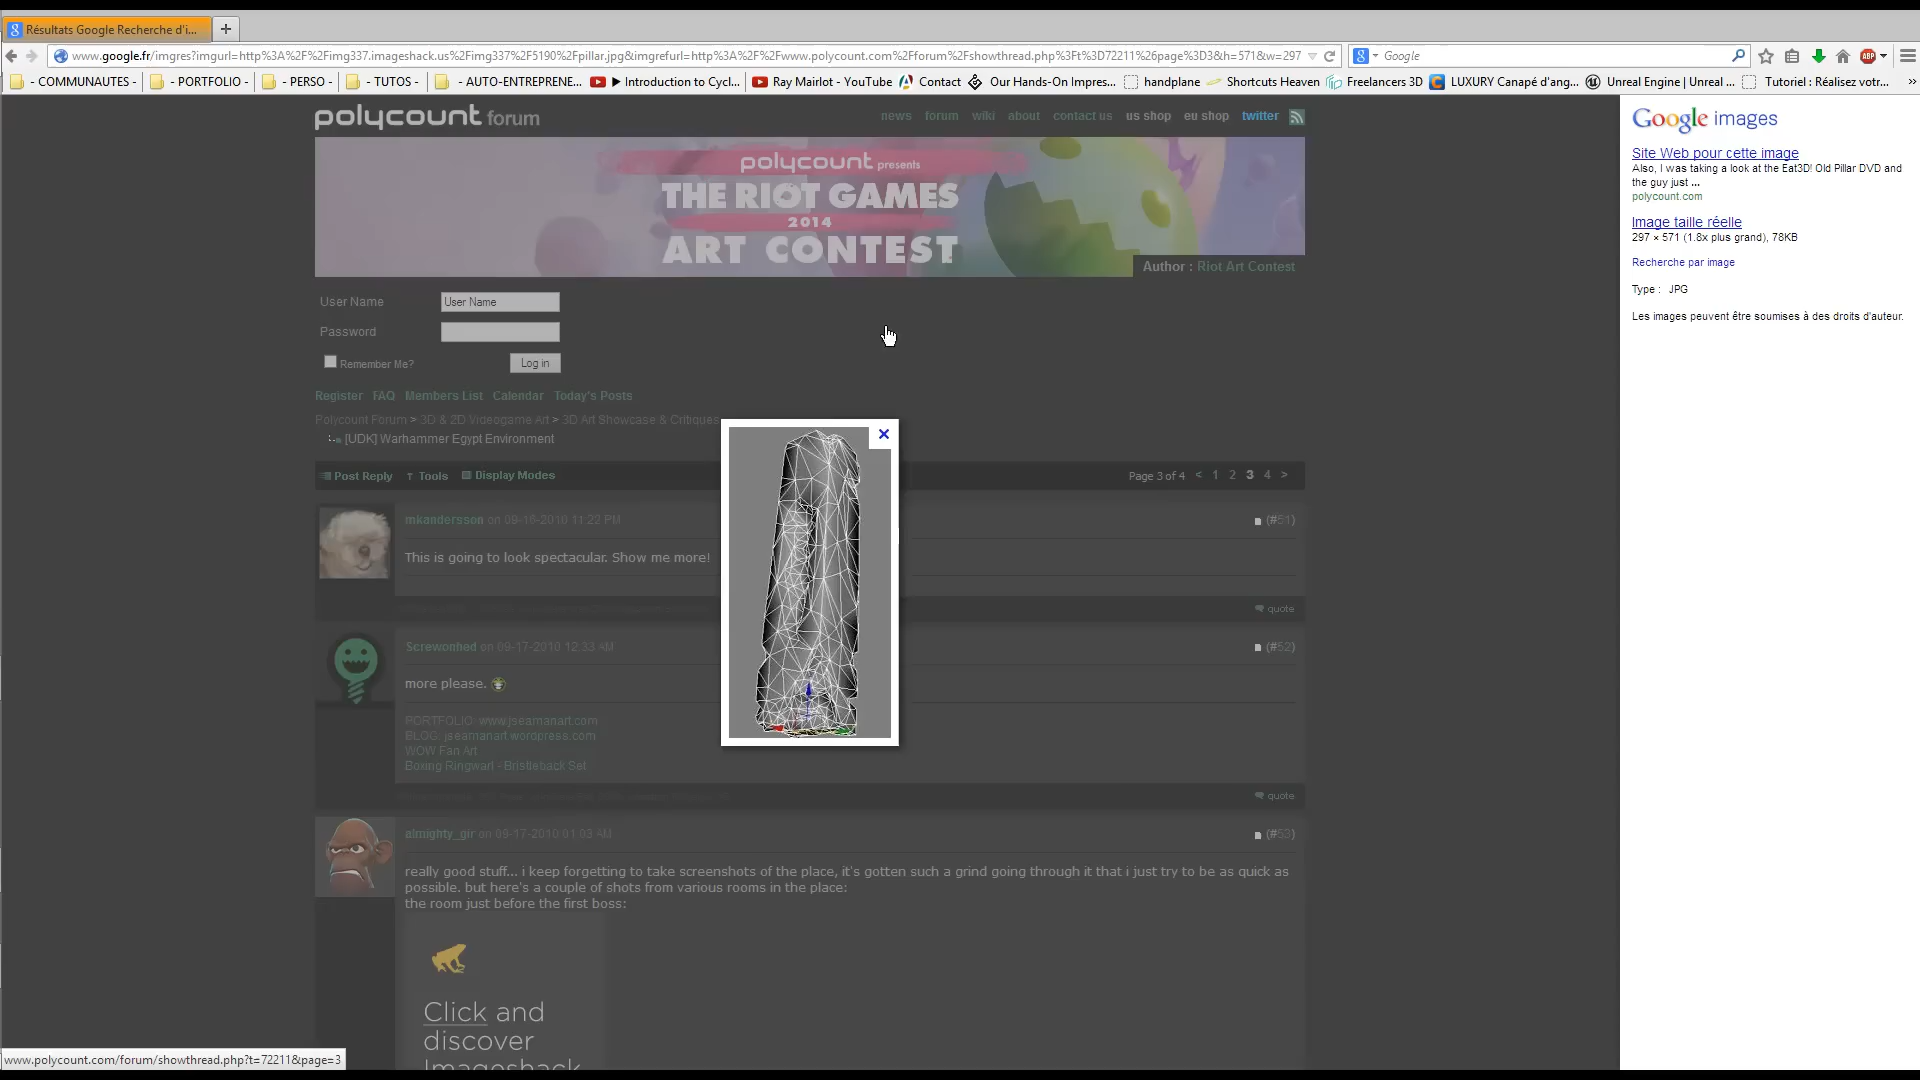 Résultats Google Recherche d'i...
www.google.fr/imgres?imgurl=http%3A%2F%2Fimg337.imageshack.us%2Fimg337%2F5190%2Fpillar.jpg&imgrefurl=http%3A%2F%2Fwww.polycount.com%2Fforum%2Fshowthread.php%3Ft%3D72211%26page%3D3&h=571&w=297
Google
- COMMUNAUTES - - PORTFOLIO - - PERSO - - TUTOS - - AUTO-ENTREPRENE... ▶ Introduction to Cycl... Ray Mairlot - YouTube Contact Our Hands-On Impres... handplane Shortcuts Heaven Freelancers 3D LUXURY Canapé d'ang... Unreal Engine | Unreal ... Tutoriel : Réalisez votr... »
polycount forum
news forum wiki about contact us us shop eu shop twitter
polycount presents
THE RIOT GAMES
2014
ART CONTEST
Author : Riot Art Contest
User Name User Name
Password
Remember Me? Log in
Register FAQ Members List Calendar Today's Posts
Polycount Forum > 3D & 2D Videogame Art > 3D Art Showcase & Critiques
[UDK] Warhammer Egypt Environment
Post Reply Tools Display Modes
Page 3 of 4 < 1 2 3 4 >
mkandersson on 09-16-2010 11:22 PM (#51)
This is going to look spectacular. Show me more!
quote
Screwonhed on 09-17-2010 12:33 AM (#52)
more please.
PORTFOLIO: www.jseamanart.com
BLOG: jseamanart.wordpress.com
WOW Fan Art
Boxing Ringwart - Bristleback Set
quote
almighty_gir on 09-17-2010 01:03 AM (#53)
really good stuff... i keep forgetting to take screenshots of the place, it's gotten such a grind going through it that i just try to be as quick as
possible. but here's a couple of shots from various rooms in the place:
the room just before the first boss:
Click and
discover
Imageshack
Google images
Site Web pour cette image
Also, I was taking a look at the Eat3D! Old Pillar DVD and
the guy just ...
polycount.com
Image taille réelle
297 × 571 (1.8x plus grand), 78KB
Recherche par image
Type : JPG
Les images peuvent être soumises à des droits d'auteur.
www.polycount.com/forum/showthread.php?t=72211&page=3